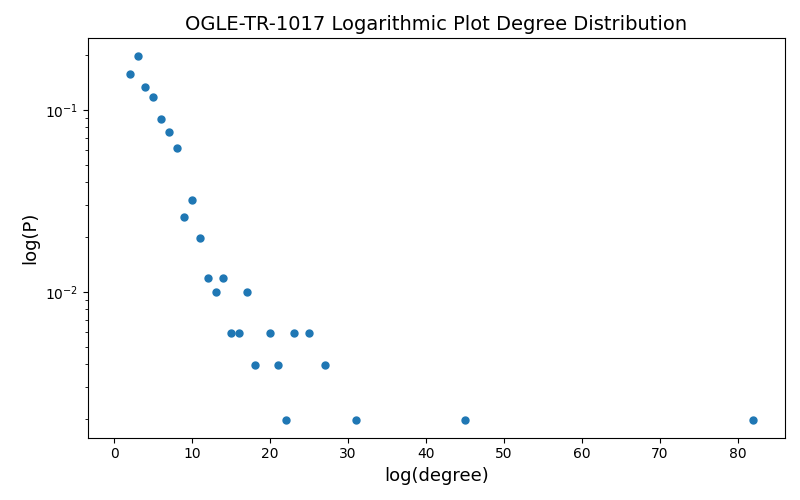 OGLE-TR-1017 Logarithmic Plot Degree Distribution
log(P)
10⁻¹
10⁻²
0 10 20 30 40 50 60 70 80
log(degree)